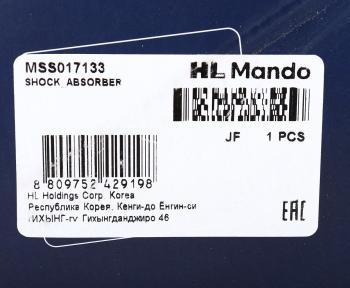 MSS017133
HL Mando
SHOCK ABSORBER
JF 1 PCS
8 809752 429198
HL Holdings Corp. Korea
Республика Корея, Кенги-до Ёнгин-си
ГИХЫНГ-гу Гихынгданджиро 46
EAC